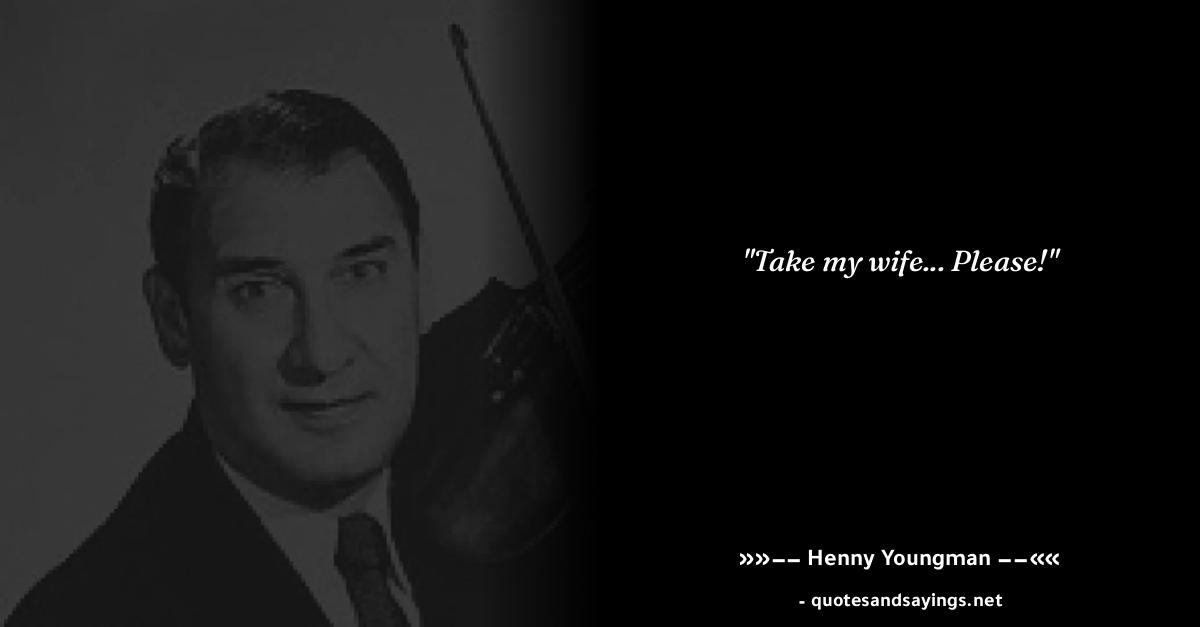 "Take my wife... Please!"
»»−− Henny Youngman −−««
- quotesandsayings.net